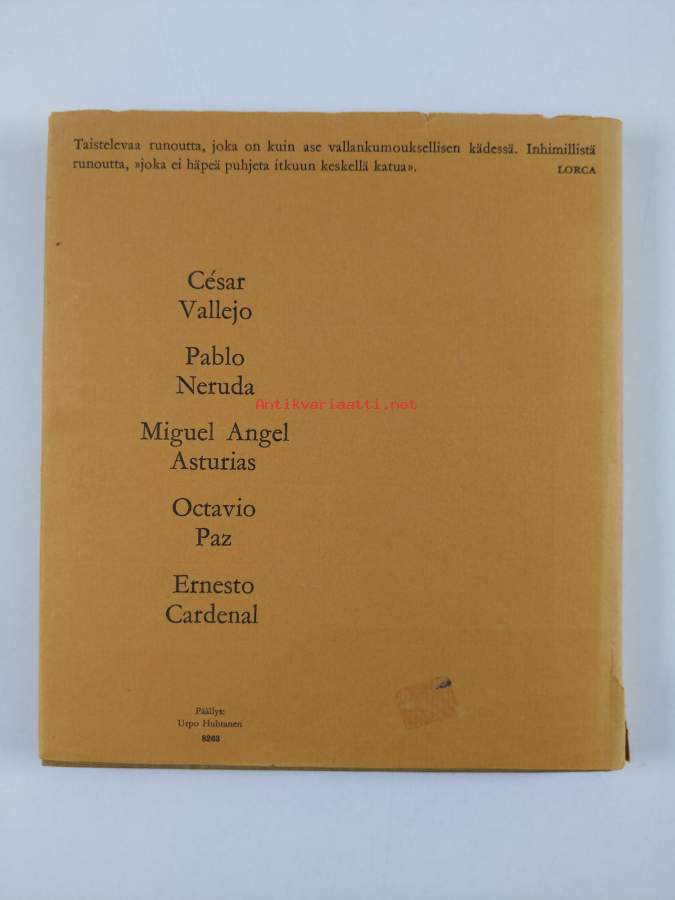 Taistelevaa runoutta, joka on kuin ase vallankumouksellisen kädessä. Inhimillistä
runoutta, »joka ei häpeä puhjeta itkuun keskellä katua».
LORCA
César
Vallejo
Pablo
Neruda
Antikvariaatti.net
Miguel Angel
Asturias
Octavio
Paz
Ernesto
Cardenal
Päällys:
Urpo Huhtanen
8263